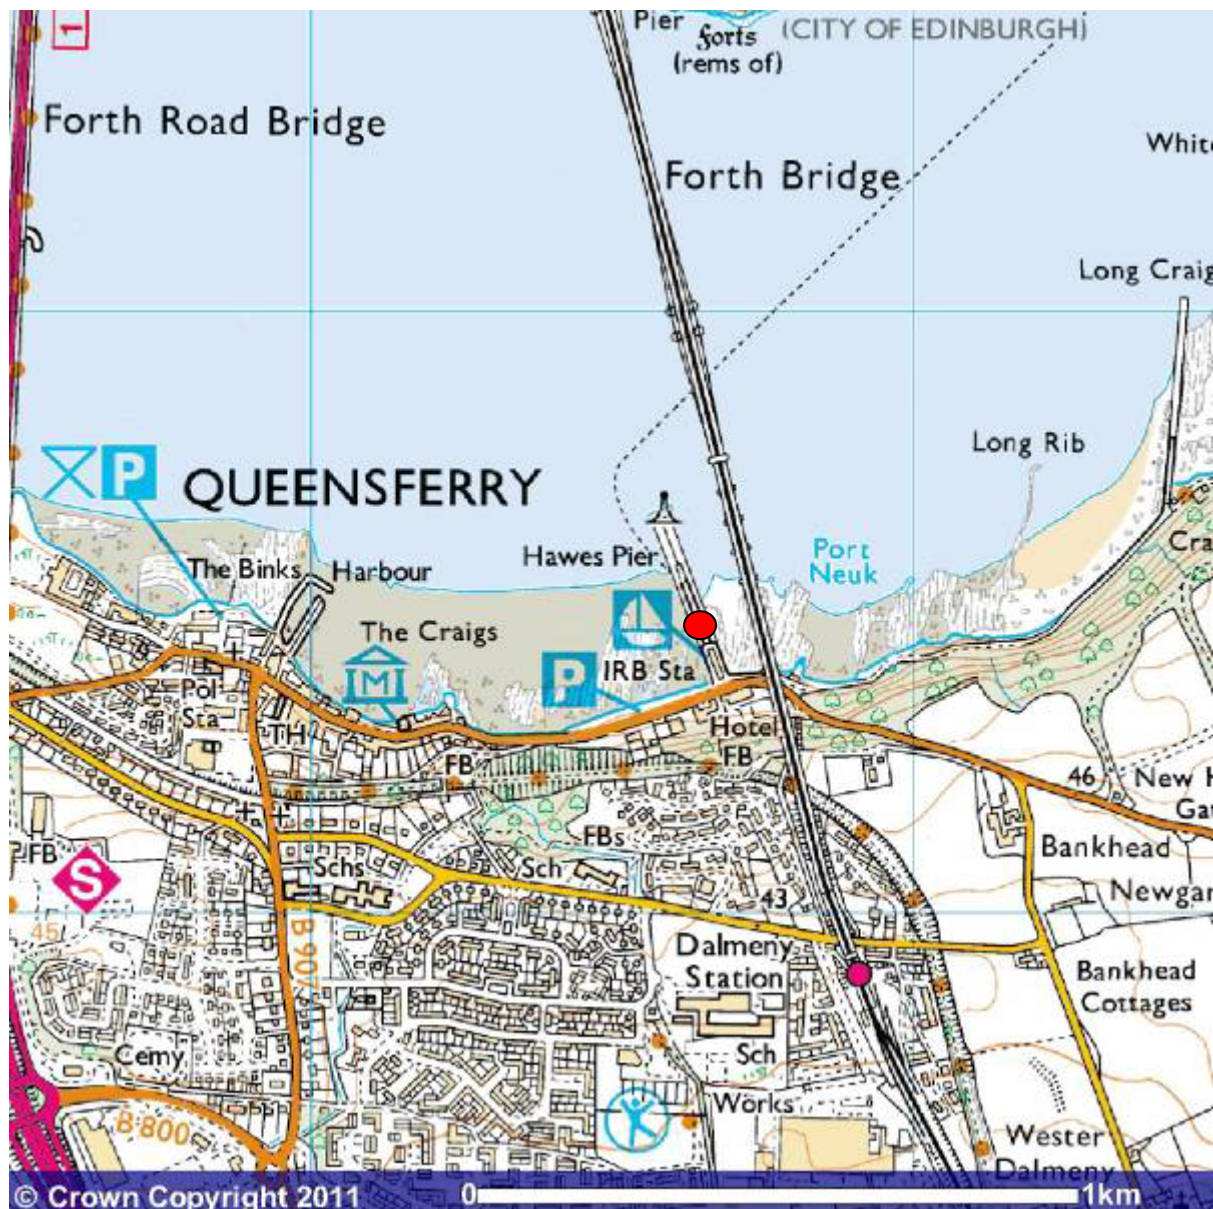 1
Pier
forts
(rems of)
(CITY OF EDINBURGH)
Forth Road Bridge
Forth Bridge
Long Craig
Long Rib
P
QUEENSFERRY
Hawes Pier
Port
Neuk
The Binks
Harbour
The Craigs
M
P
IRB Sta
Pol
Sta
TH
Hotel
FB
FB
46
New
FBs
Bankhead
FB
S
Schs
Sch
43
45
B 907
Dalmeny
Station
Bankhead
Cottages
Cemy
Sch
Works
B 800
Wester
Dalmeny
© Crown Copyright 2011
0
1km